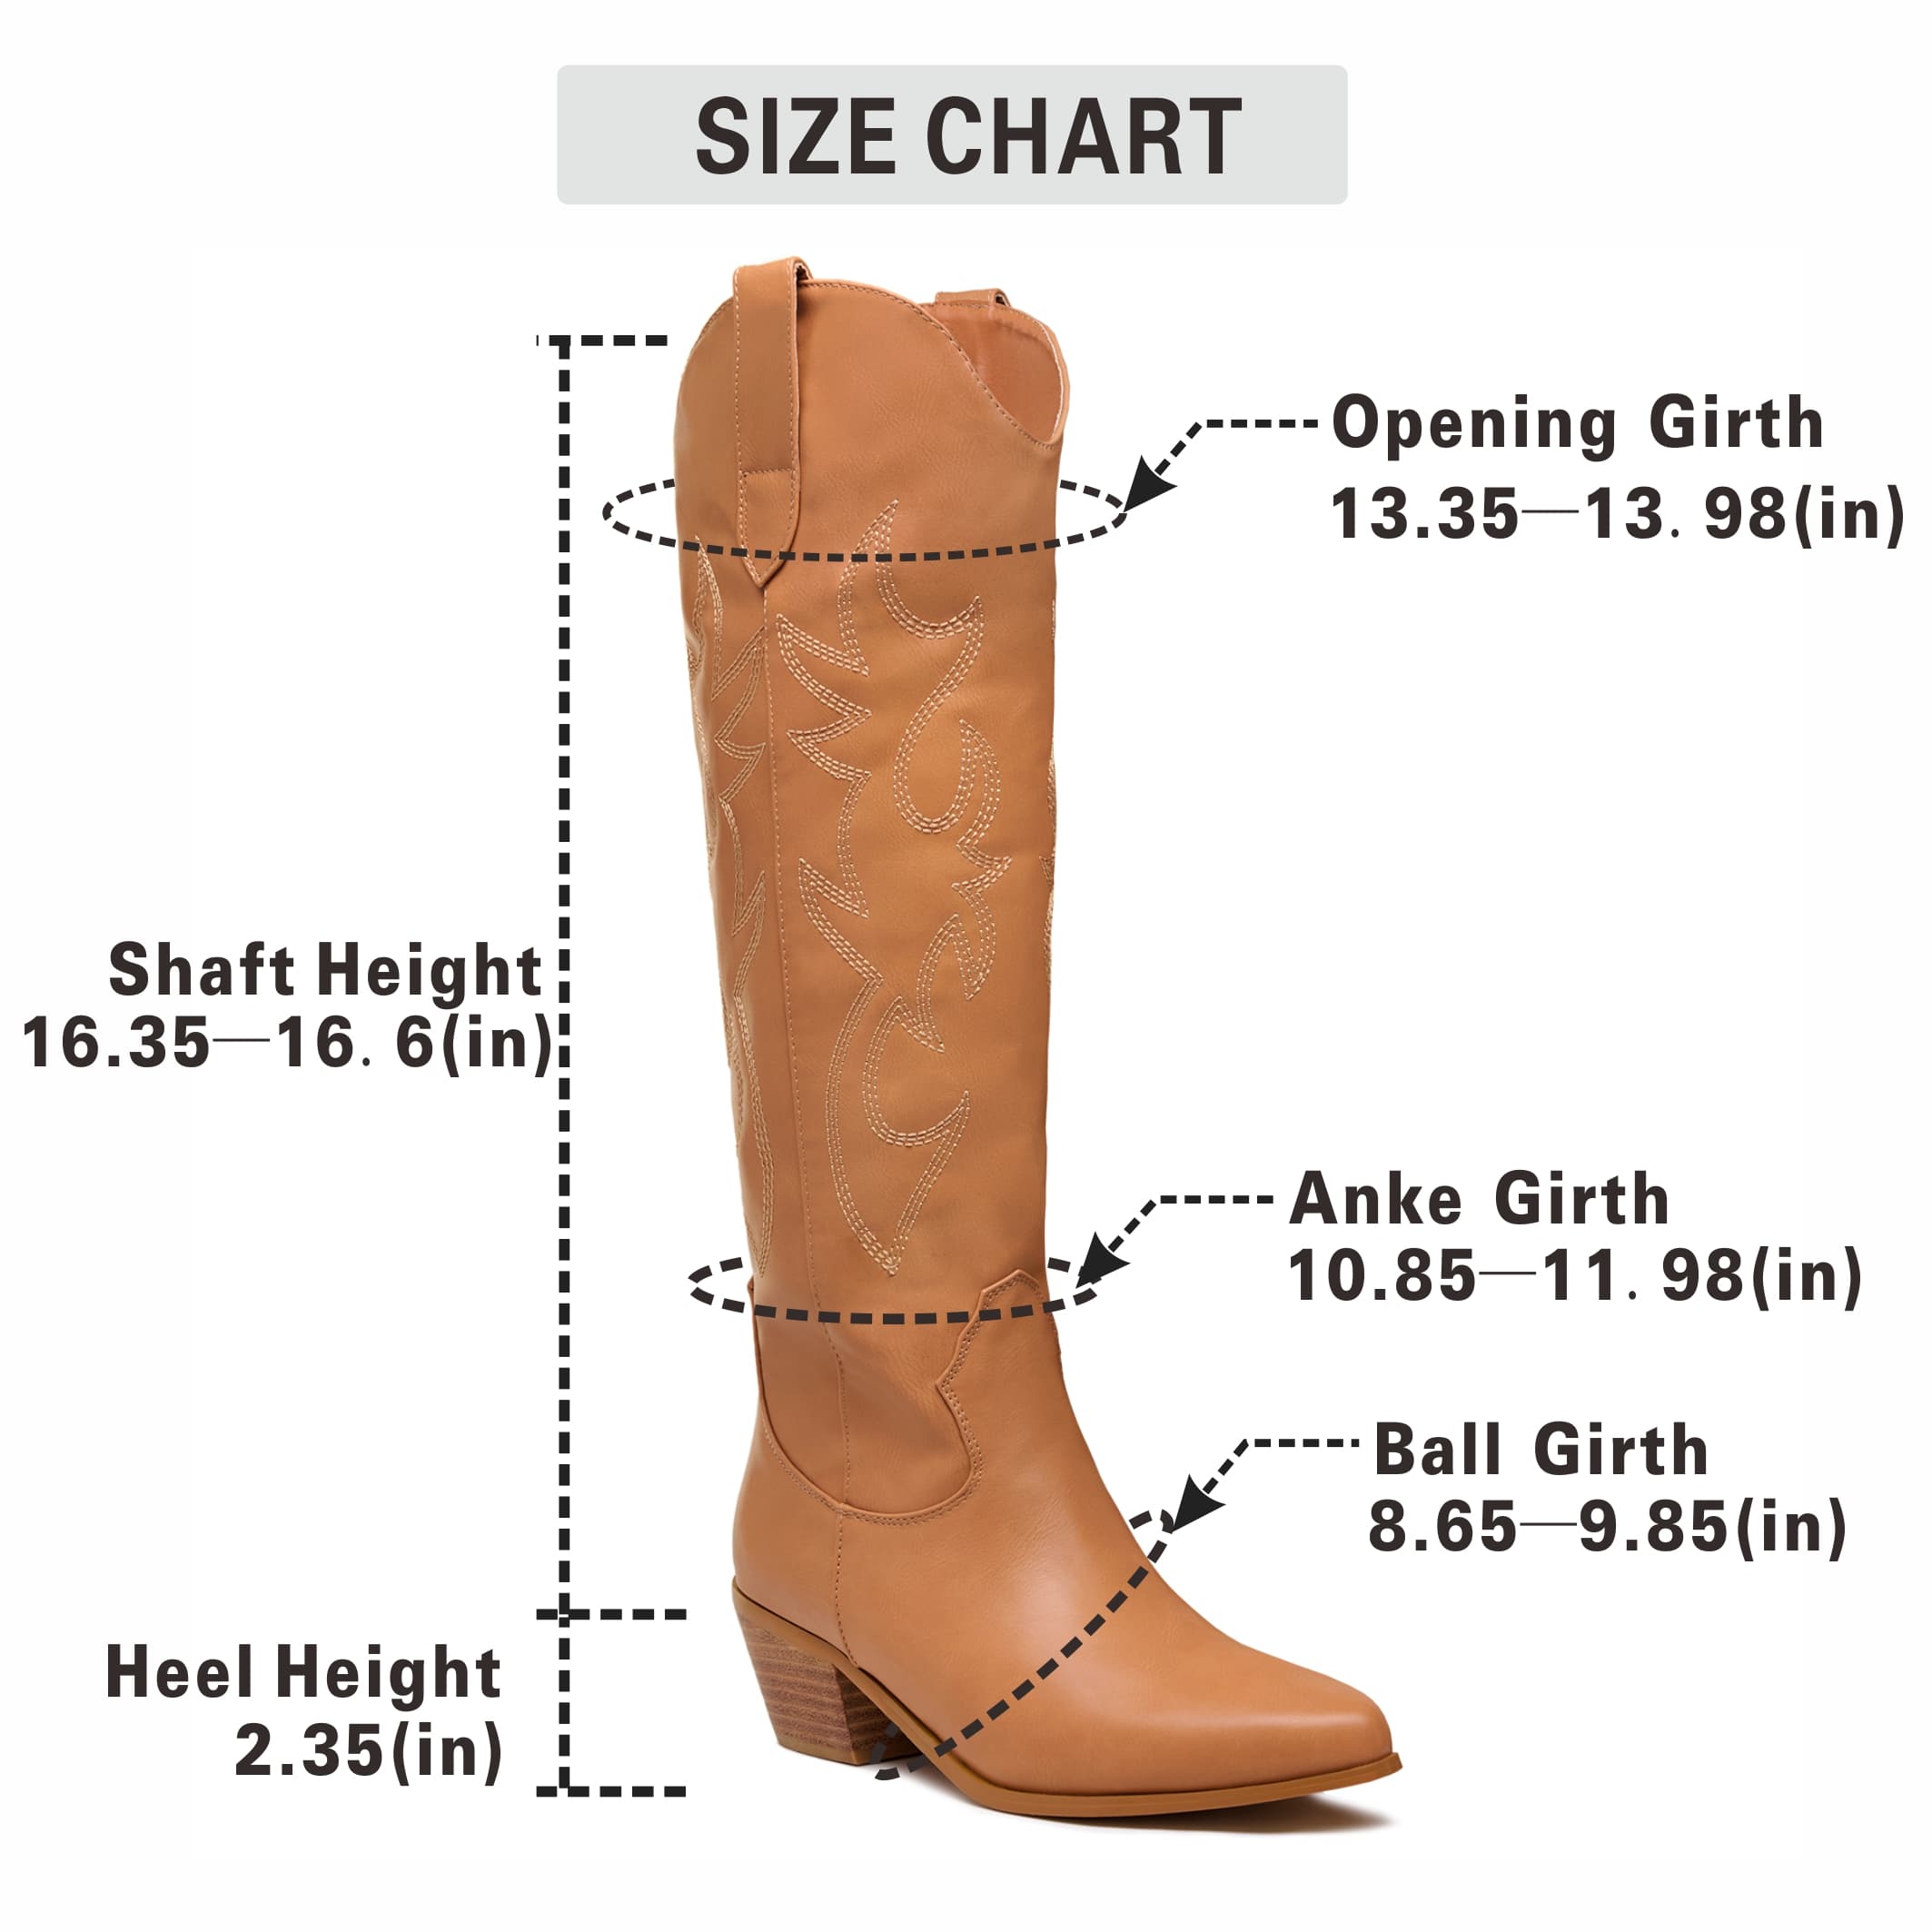 SIZE CHART
Opening Girth
13.35—13. 98(in)
Shaft Height
16.35—16. 6(in)
Anke Girth
10.85—11. 98(in)
Ball Girth
8.65—9.85(in)
Heel Height
2.35(in)